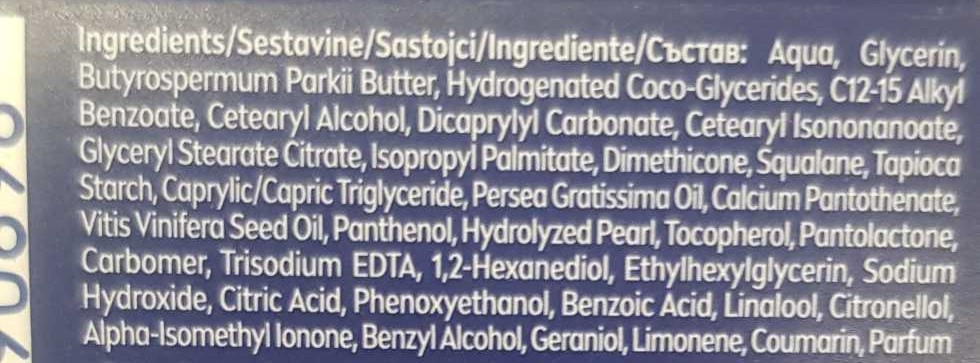 Ingredients/Sestavine/Sastojci/Ingrediente/Състав: Aqua, Glycerin,
Butyrospermum Parkii Butter, Hydrogenated Coco-Glycerides, C12-15 Alkyl
Benzoate, Cetearyl Alcohol, Dicaprylyl Carbonate, Cetearyl Isononanoate,
Glyceryl Stearate Citrate, Isopropyl Palmitate, Dimethicone, Squalane, Tapioca
Starch, Caprylic/Capric Triglyceride, Persea Gratissima Oil, Calcium Pantothenate,
Vitis Vinifera Seed Oil, Panthenol, Hydrolyzed Pearl, Tocopherol, Pantolactone,
Carbomer, Trisodium EDTA, 1,2-Hexanediol, Ethylhexylglycerin, Sodium
Hydroxide, Citric Acid, Phenoxyethanol, Benzoic Acid, Linalool, Citronellol,
Alpha-Isomethyl Ionone, Benzyl Alcohol, Geraniol, Limonene, Coumarin, Parfum